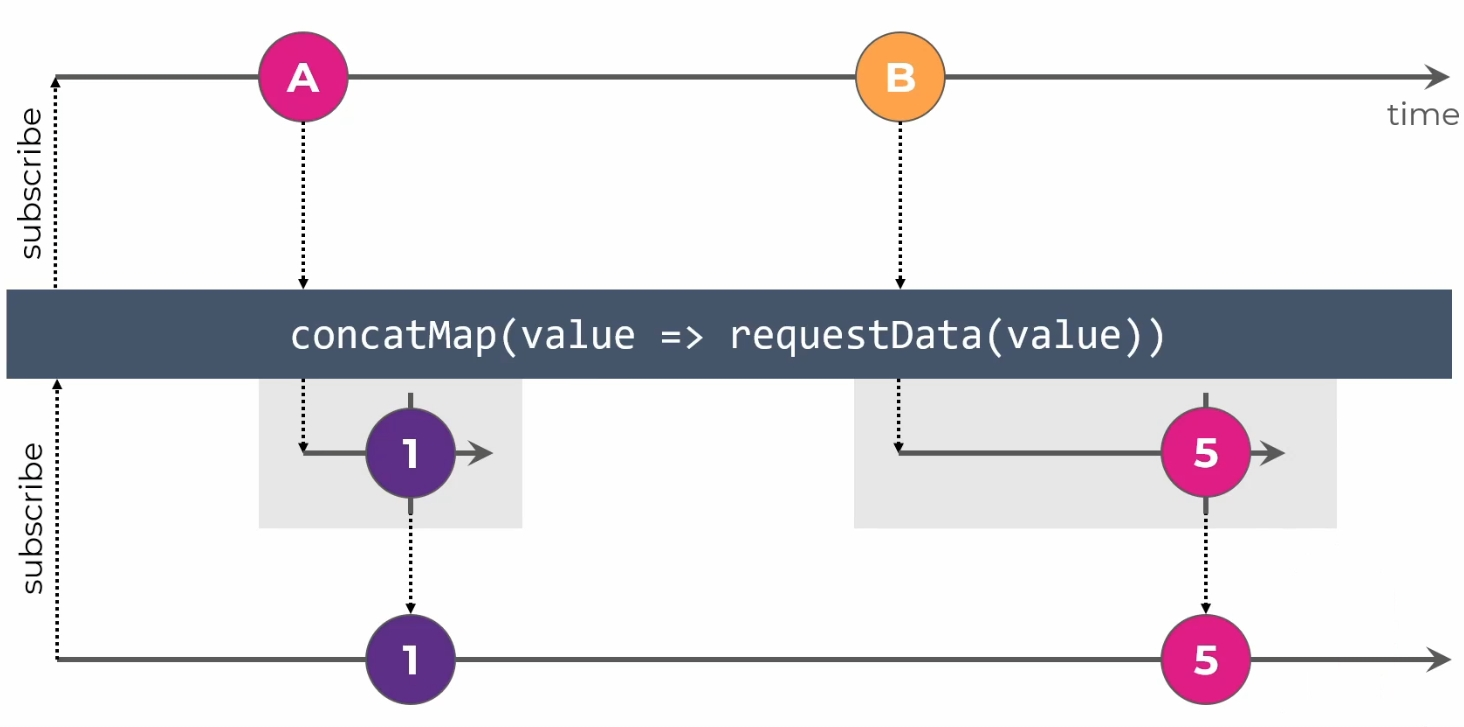 A
B
time
subscribe
concatMap(value => requestData(value))
subscribe
1
5
1
5